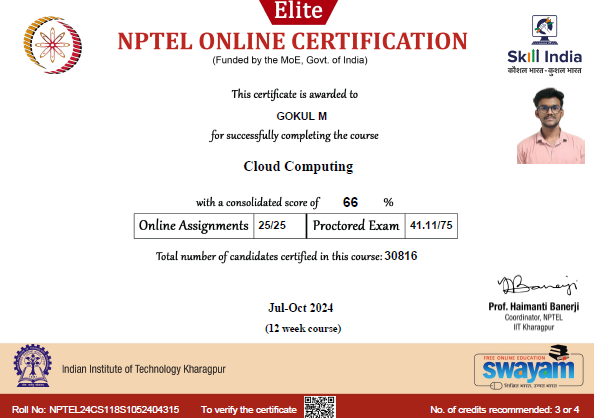 Elite
NPTEL ONLINE CERTIFICATION
(Funded by the MoE, Govt. of India)
Skill India
कौशल भारत - कुशल भारत
This certificate is awarded to
GOKUL M
for successfully completing the course
Cloud Computing
with a consolidated score of 66 %
Online Assignments 25/25 Proctored Exam 41.11/75
Total number of candidates certified in this course: 30816
Jul-Oct 2024
(12 week course)
Prof. Haimanti Banerji
Coordinator, NPTEL
IIT Kharagpur
Indian Institute of Technology Kharagpur
FREE ONLINE EDUCATION
swayam
शिक्षित भारत, उन्नत भारत
Roll No: NPTEL24CS118S1052404315 To verify the certificate No. of credits recommended: 3 or 4